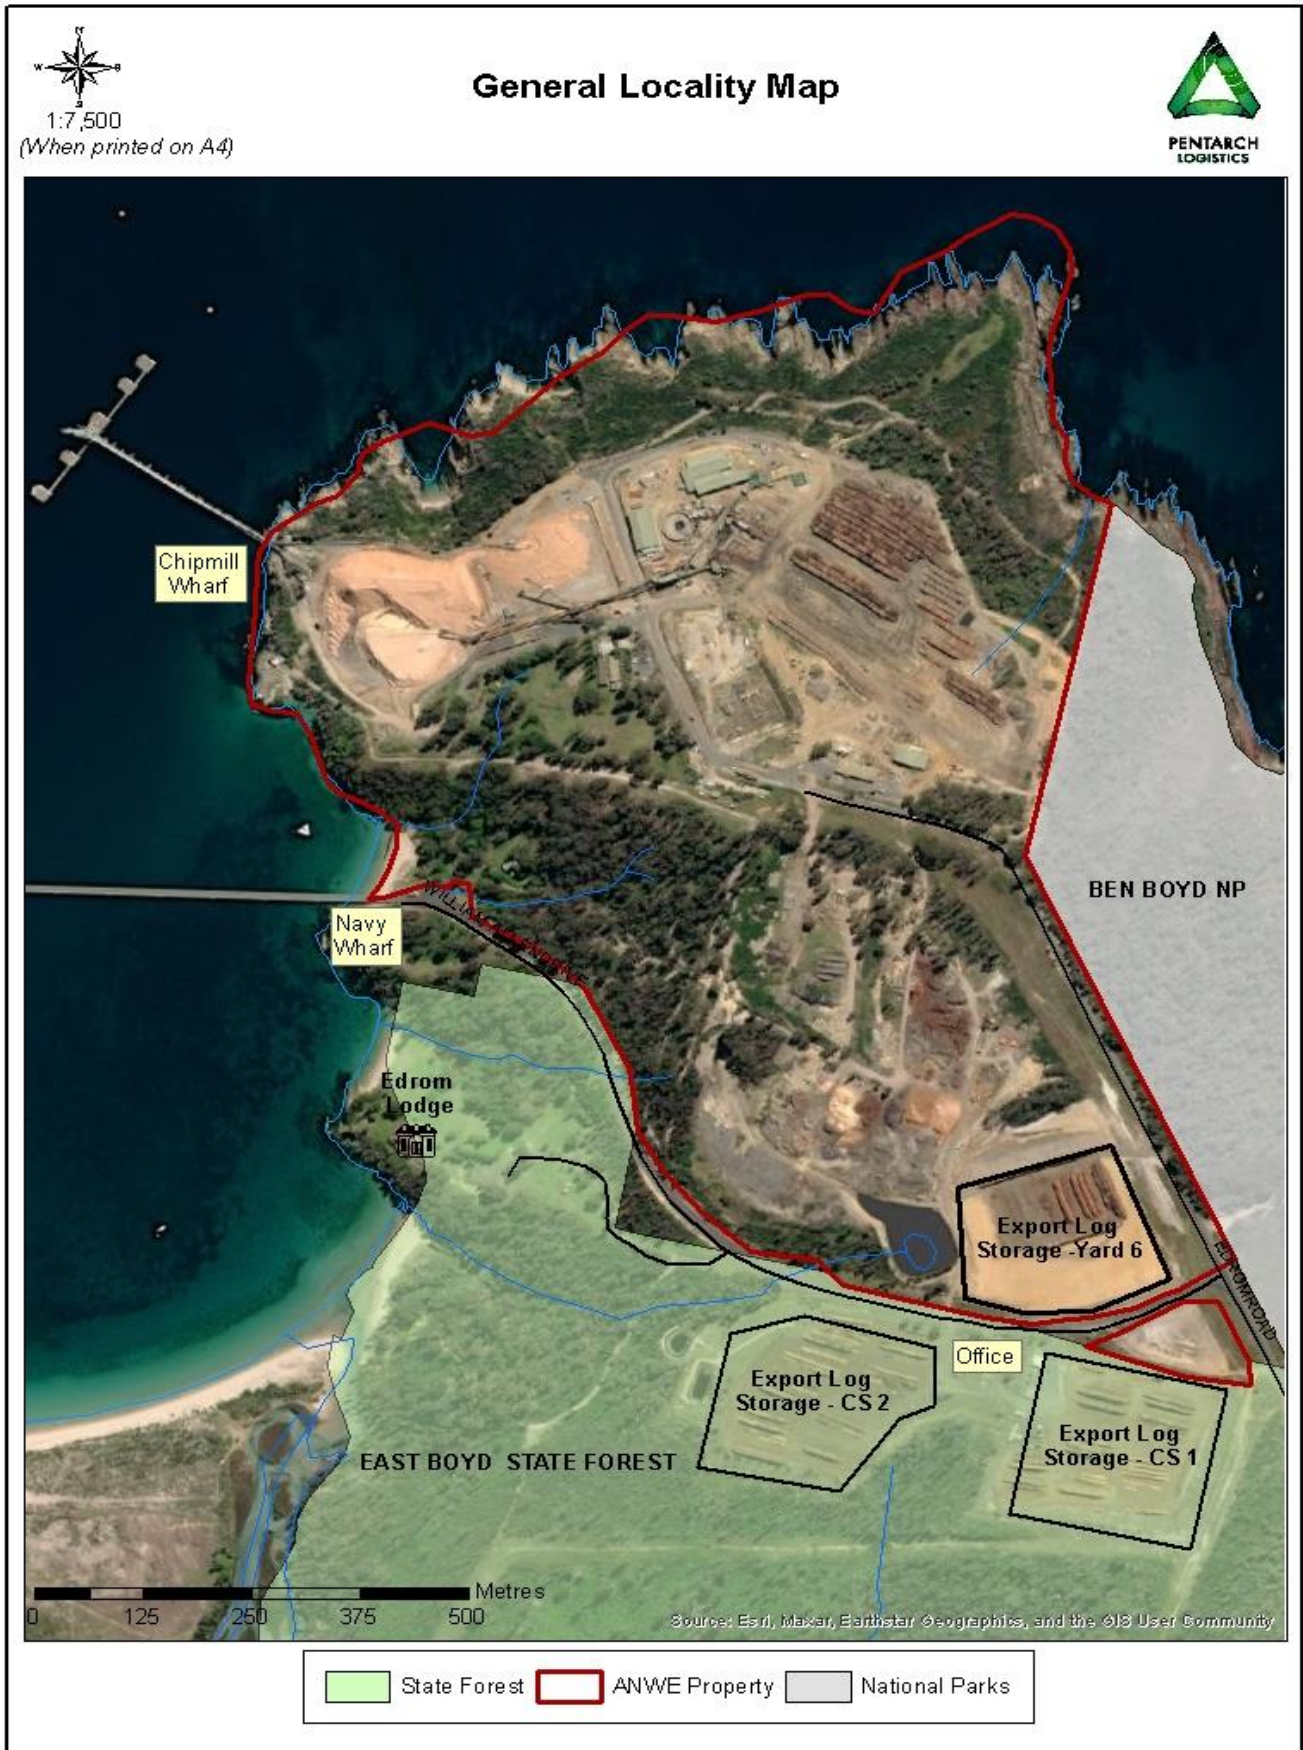 N
W
S
1:7,500
(When printed on A4)
General Locality Map
PENTARCH
LOGISTICS
Chipmill
Wharf
BEN BOYD NP
Navy
Wharf
Edrom
Lodge
Export Log
Storage -Yard 6
Office
Export Log
Storage - CS 2
Export Log
Storage - CS 1
EAST BOYD STATE FOREST
Metres
0 125 250 375 500
Source: Esri, Maxar, Earthstar Geographics, and the GIS User Community
State Forest ANWE Property National Parks